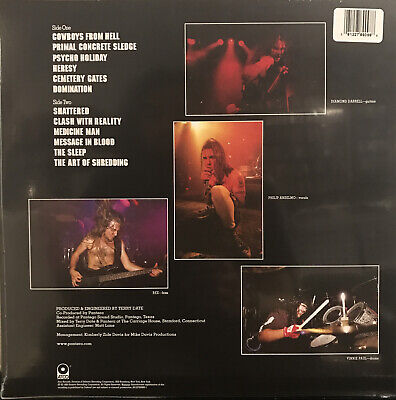 Side One
COWBOYS FROM HELL
PRIMAL CONCRETE SLEDGE
PSYCHO HOLIDAY
HERESY
CEMETERY GATES
DOMINATION
Side Two
SHATTERED
CLASH WITH REALITY
MEDICINE MAN
MESSAGE IN BLOOD
THE SLEEP
THE ART OF SHREDDING
DIAMOND DARRELL—guitars
PHILIP ANSELMO—vocals
REX—bass
VINNIE PAUL—drums
PRODUCED & ENGINEERED BY TERRY DATE
Co-Produced by Pantera
Recorded at Pantego Sound Studio, Pantego, Texas
Mixed by Terry Date & Pantera at The Carriage House, Stamford, Connecticut
Assistant Engineer: Matt Lane
Management: Kimberly Zide Davis for Mike Davis Productions
www.pantera.com